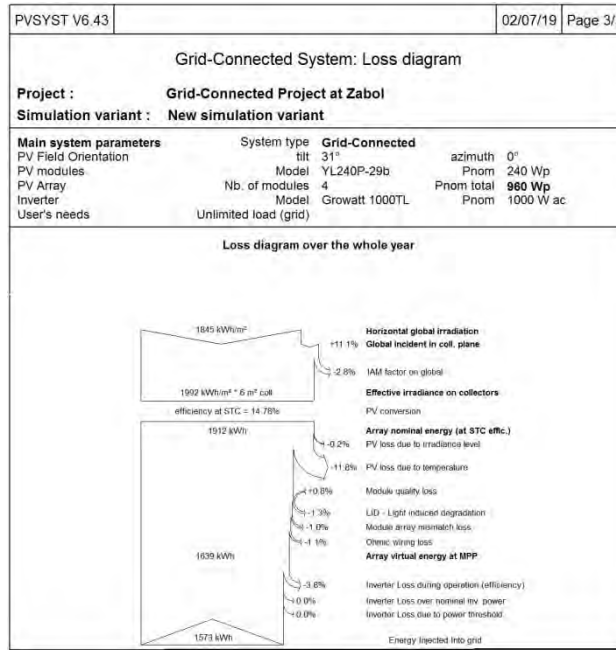 PVSYST V6.43 02/07/19 Page 3/
Grid-Connected System: Loss diagram
Project : Grid-Connected Project at Zabol
Simulation variant : New simulation variant
Main system parameters System type Grid-Connected
PV Field Orientation tilt 31° azimuth 0°
PV modules Model YL240P-29b Pnom 240 Wp
PV Array Nb. of modules 4 Pnom total 960 Wp
Inverter Model Growatt 1000TL Pnom 1000 W ac
User's needs Unlimited load (grid)
Loss diagram over the whole year
1845 kWh/m² Horizontal global irradiation
+11.1% Global incident in coll. plane
-2.8% IAM factor on global
1992 kWh/m² * 6 m² coll Effective irradiance on collectors
efficiency at STC = 14.78% PV conversion
1912 kWh Array nominal energy (at STC effic.)
-0.2% PV loss due to irradiance level
-11.8% PV loss due to temperature
+0.8% Module quality loss
-1.3% LID - Light induced degradation
-1.0% Module array mismatch loss
-1.1% Ohmic wiring loss
1639 kWh Array virtual energy at MPP
-3.8% Inverter Loss during operation (efficiency)
0.0% Inverter Loss over nominal inv. power
0.0% Inverter Loss due to power threshold
1573 kWh Energy Injected into grid